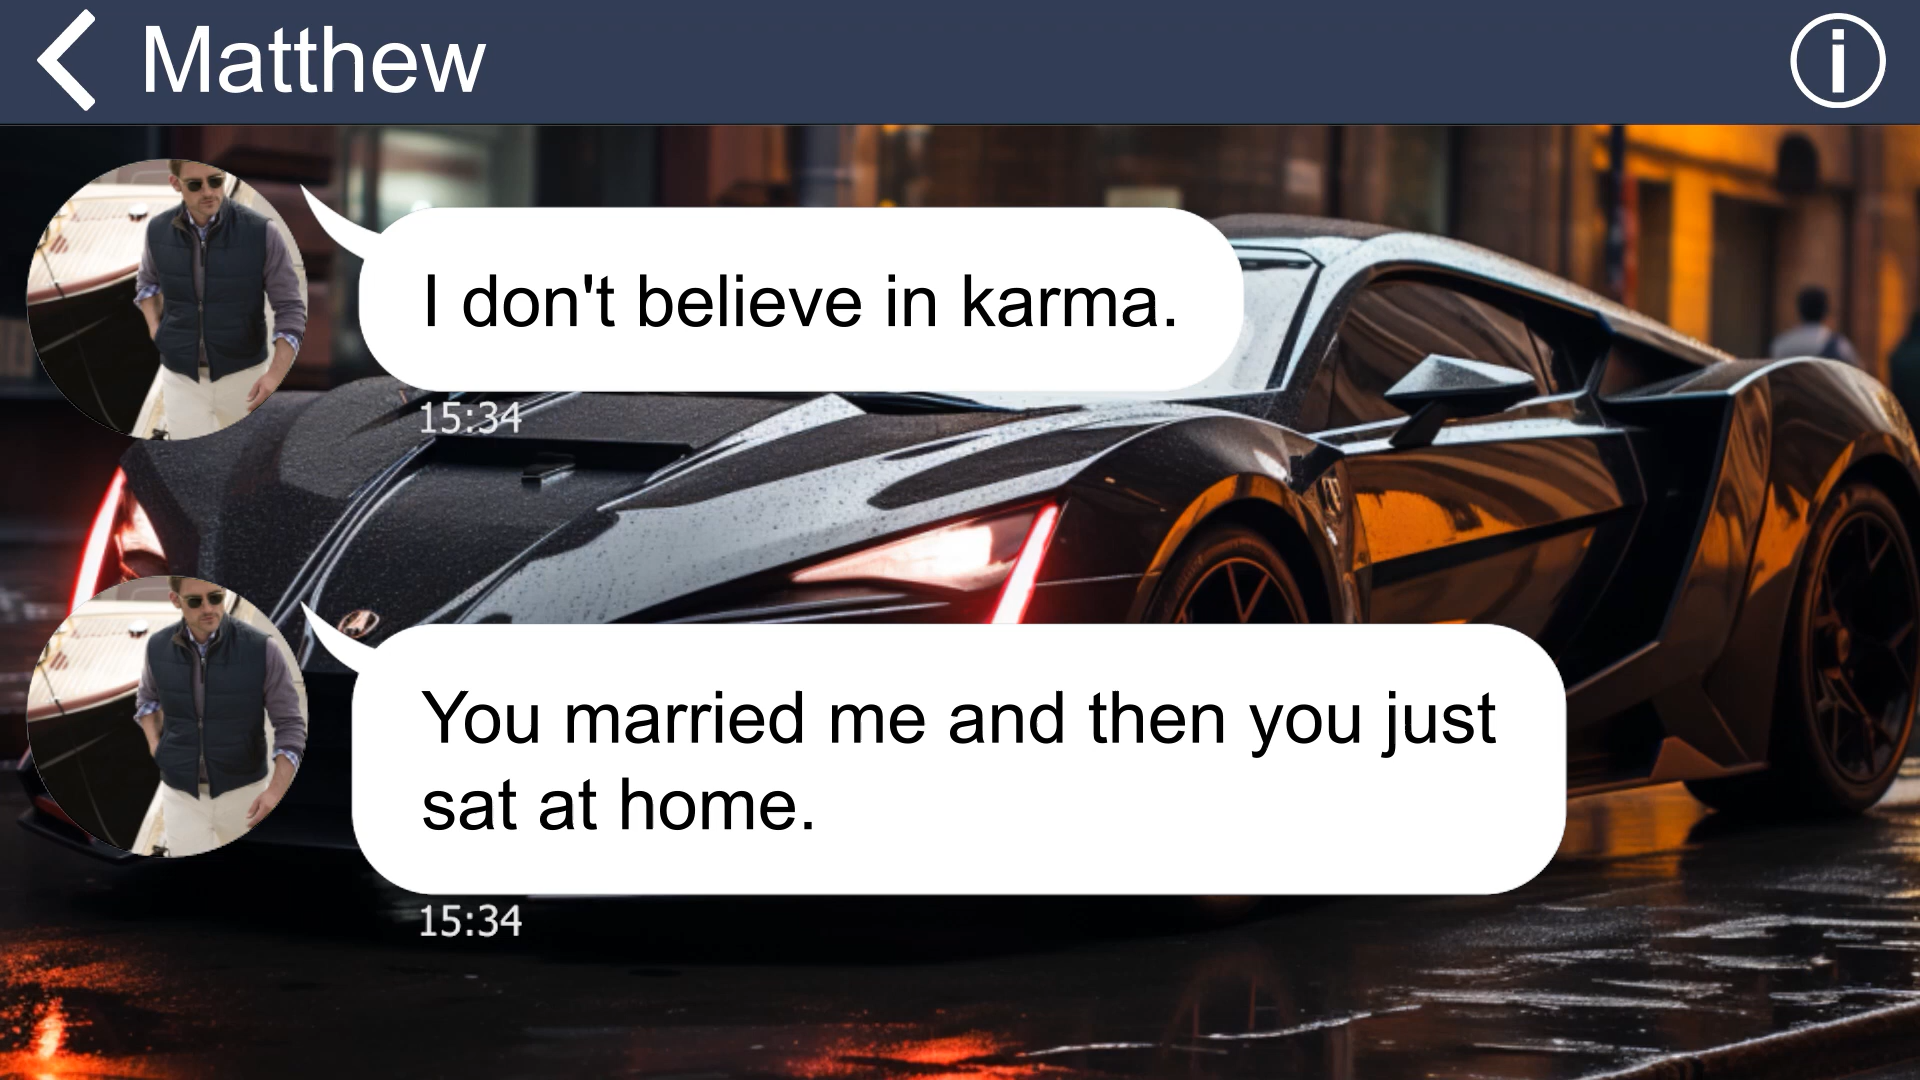 Matthew
I don't believe in karma.
15:34
You married me and then you just
sat at home.
15:34